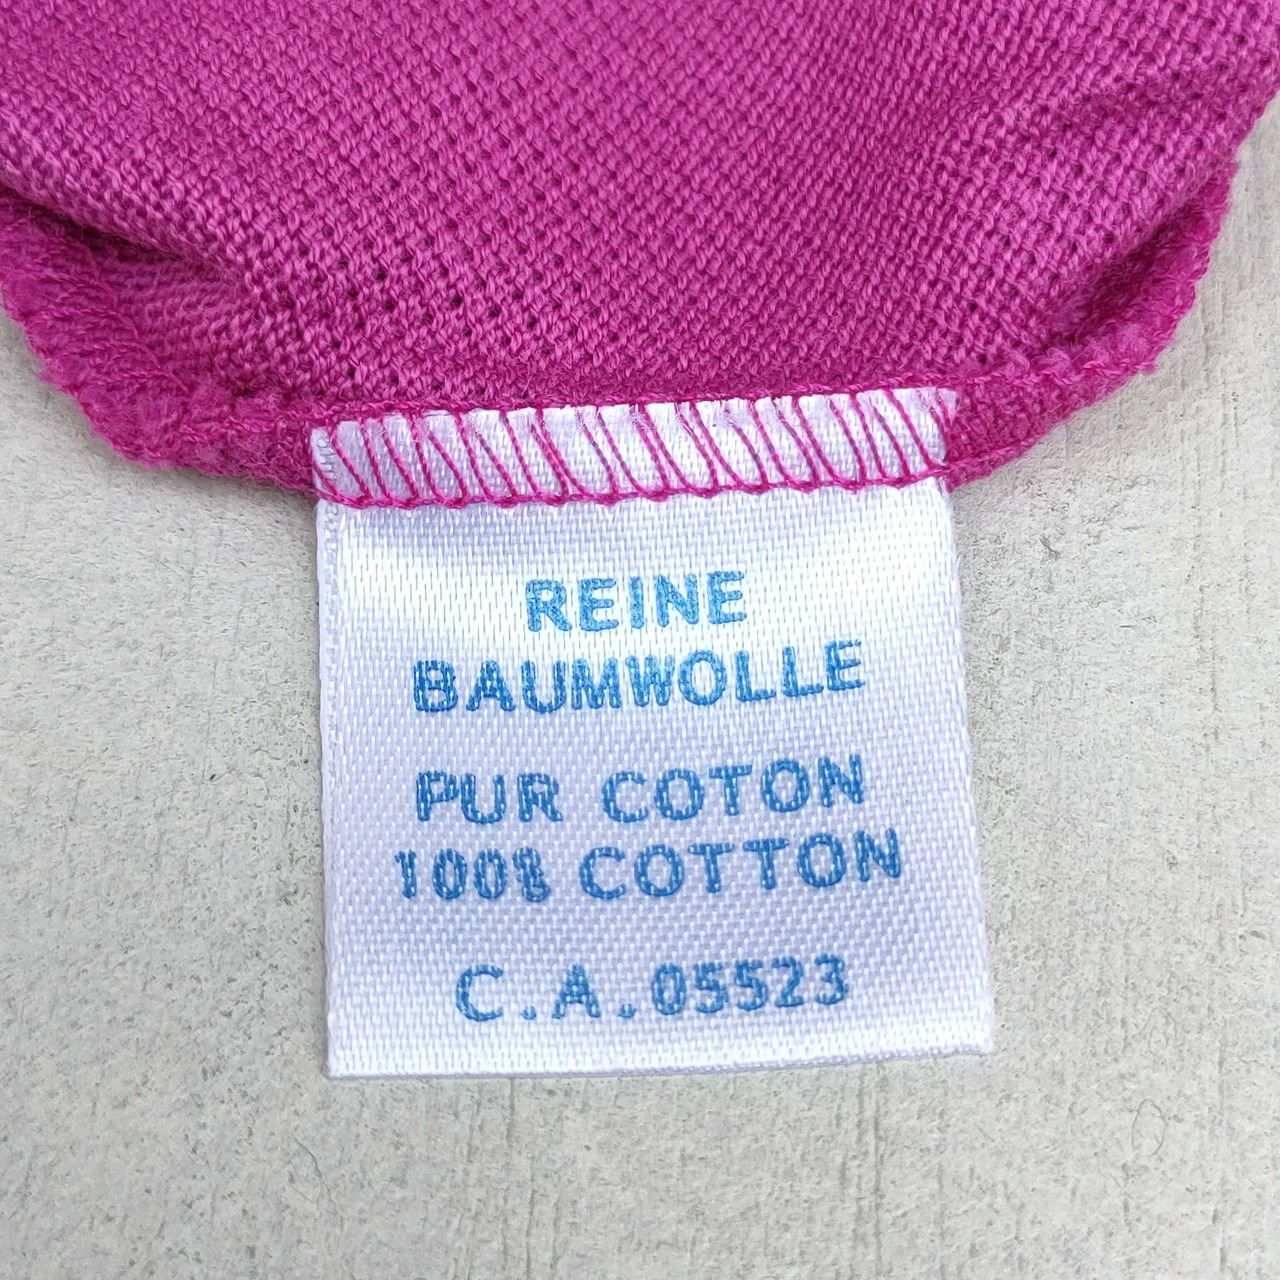 REINE
BAUMWOLLE
PUR COTON
100% COTTON
C.A.05523